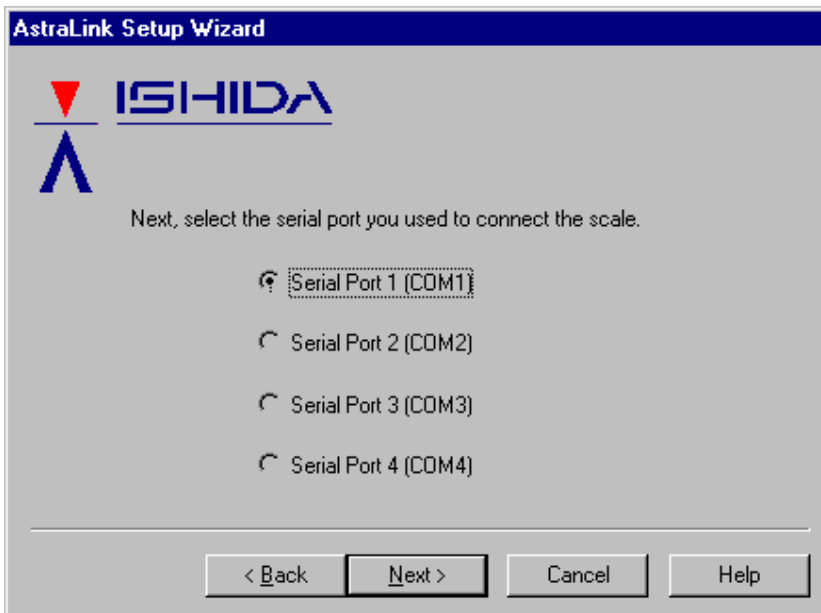 AstraLink Setup Wizard
ISHIDA
Next, select the serial port you used to connect the scale.
Serial Port 1 (COM1)
Serial Port 2 (COM2)
Serial Port 3 (COM3)
Serial Port 4 (COM4)
< Back Next > Cancel Help